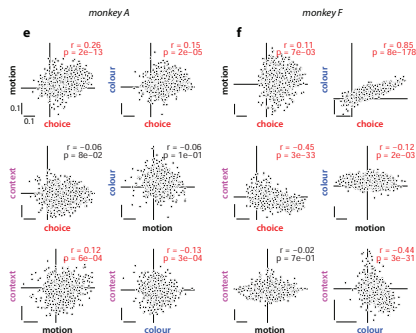 monkey A
monkey F
e
f
r = 0.26
p = 2e−13
motion
0.1
0.1
choice
r = 0.15
p = 2e−05
colour
choice
r = 0.11
p = 7e−03
motion
choice
r = 0.85
p = 8e−178
colour
choice
r = −0.06
p = 8e−02
context
choice
r = −0.06
p = 1e−01
colour
motion
r = −0.45
p = 3e−33
context
choice
r = −0.12
p = 2e−03
colour
motion
r = 0.12
p = 6e−04
context
motion
r = −0.13
p = 3e−04
context
colour
r = −0.02
p = 7e−01
context
motion
r = −0.44
p = 3e−31
context
colour